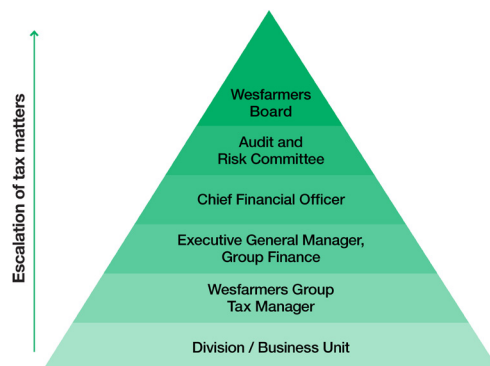 Escalation of tax matters
Wesfarmers
Board
Audit and
Risk Committee
Chief Financial Officer
Executive General Manager,
Group Finance
Wesfarmers Group
Tax Manager
Division / Business Unit